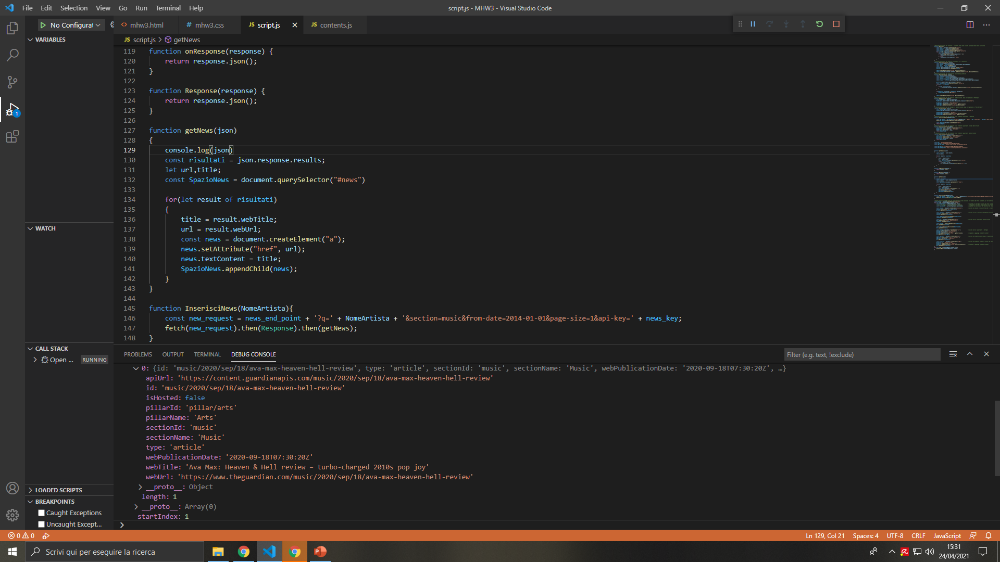 File Edit Selection View Go Run Terminal Help
script.js - MHW3 - Visual Studio Code
No Configurat
mhw3.html
mhw3.css
JS script.js
JS contents.js
JS script.js > getNews
VARIABLES
WATCH
CALL STACK
Open ... RUNNING
LOADED SCRIPTS
BREAKPOINTS
Caught Exceptions
Uncaught Except...
1
119 function onResponse(response) {
120 return response.json();
121 }
122
123 function Response(response) {
124 return response.json();
125 }
126
127 function getNews(json)
128 {
129 console.log(json)
130 const risultati = json.response.results;
131 let url,title;
132 const SpazioNews = document.querySelector("#news")
133
134 for(let result of risultati)
135 {
136 title = result.webTitle;
137 url = result.webUrl;
138 const news = document.createElement("a");
139 news.setAttribute("href", url);
140 news.textContent = title;
141 SpazioNews.appendChild(news);
142 }
143 }
144
145 function InserisciNews(NomeArtista){
146 const new_request = news_end_point + '?q=' + NomeArtista + '&section=music&from-date=2014-01-01&page-size=1&api-key=' + news_key;
147 fetch(new_request).then(Response).then(getNews);
148 }
PROBLEMS OUTPUT TERMINAL DEBUG CONSOLE
Filter (e.g. text, !exclude)
0: {id: 'music/2020/sep/18/ava-max-heaven-hell-review', type: 'article', sectionId: 'music', sectionName: 'Music', webPublicationDate: '2020-09-18T07:30:20Z', …}
apiUrl: 'https://content.guardianapis.com/music/2020/sep/18/ava-max-heaven-hell-review'
id: 'music/2020/sep/18/ava-max-heaven-hell-review'
isHosted: false
pillarId: 'pillar/arts'
pillarName: 'Arts'
sectionId: 'music'
sectionName: 'Music'
type: 'article'
webPublicationDate: '2020-09-18T07:30:20Z'
webTitle: 'Ava Max: Heaven & Hell review – turbo-charged 2010s pop joy'
webUrl: 'https://www.theguardian.com/music/2020/sep/18/ava-max-heaven-hell-review'
__proto__: Object
length: 1
__proto__: Array(0)
startIndex: 1
0 0
Ln 129, Col 21 Spaces: 4 UTF-8 CRLF JavaScript
Scrivi qui per eseguire la ricerca
15:31
24/04/2021